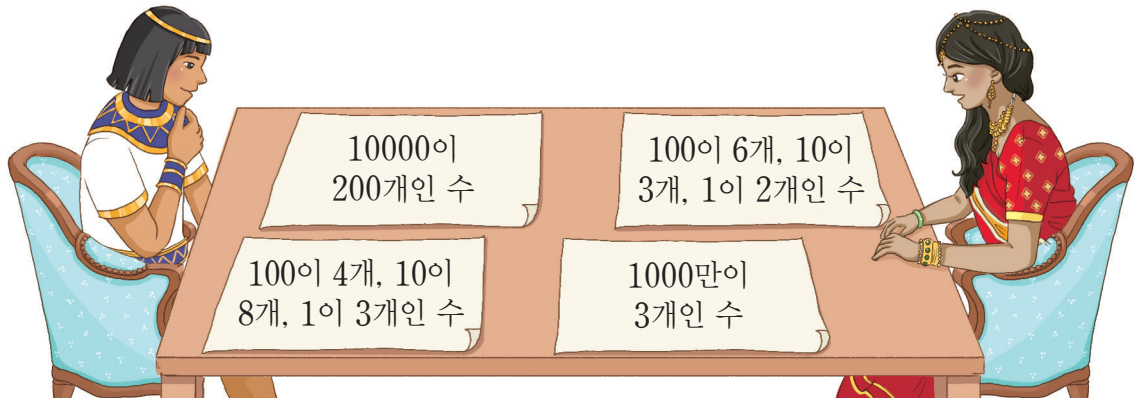 10000이
200개인 수
100이 6개, 10이
3개, 1이 2개인 수
100이 4개, 10이
8개, 1이 3개인 수
1000만이
3개인 수